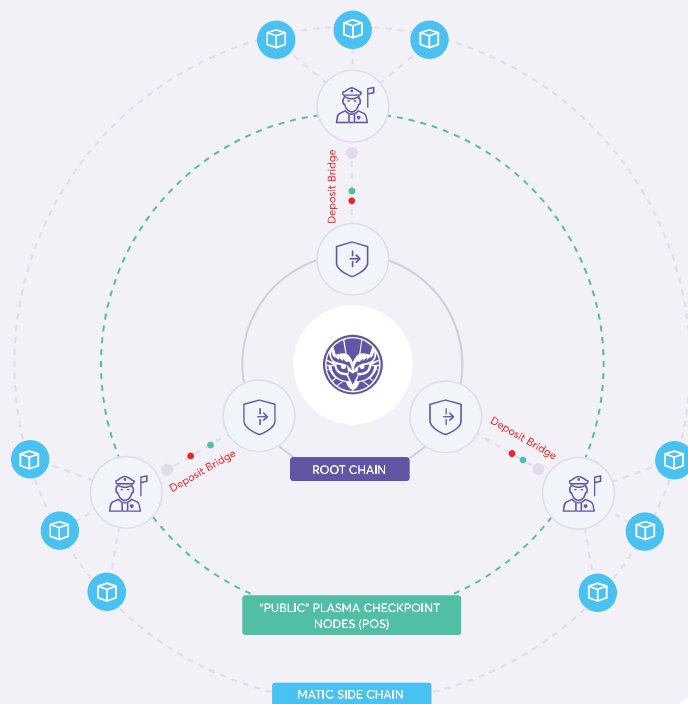 Deposit Bridge
Deposit Bridge
Deposit Bridge
ROOT CHAIN
"PUBLIC" PLASMA CHECKPOINT
NODES (POS)
MATIC SIDE CHAIN